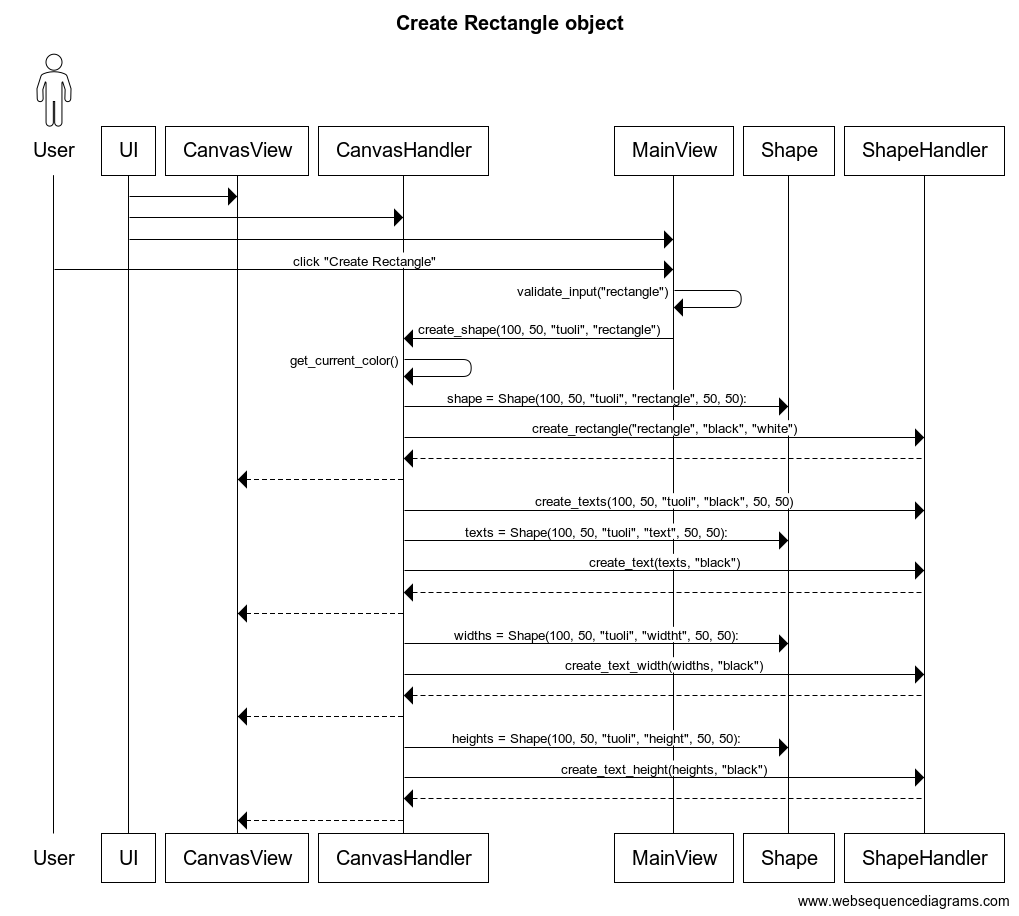 Create Rectangle object
User
UI
CanvasView
CanvasHandler
MainView
Shape
ShapeHandler
click "Create Rectangle"
validate_input("rectangle")
create_shape(100, 50, "tuoli", "rectangle")
get_current_color()
shape = Shape(100, 50, "tuoli", "rectangle", 50, 50):
create_rectangle("rectangle", "black", "white")
create_texts(100, 50, "tuoli", "black", 50, 50)
texts = Shape(100, 50, "tuoli", "text", 50, 50):
create_text(texts, "black")
widths = Shape(100, 50, "tuoli", "widtht", 50, 50):
create_text_width(widths, "black")
heights = Shape(100, 50, "tuoli", "height", 50, 50):
create_text_height(heights, "black")
User
UI
CanvasView
CanvasHandler
MainView
Shape
ShapeHandler
www.websequencediagrams.com